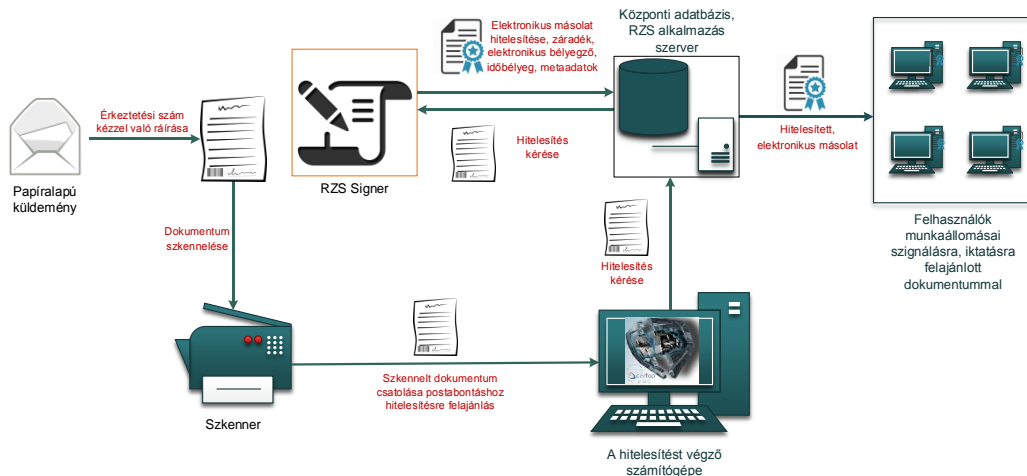 Elektronikus másolat
hitelesítése, záradék,
elektronikus bélyegző,
időbélyeg, metaadatok
Központi adatbázis,
RZS alkalmazás
szerver
Érkeztetési szám
kézzel való ráírása
Papíralapú
küldemény
RZS Signer
Hitelesítés
kérése
Hitelesített,
elektronikus másolat
Felhasználók
munkaállomásai
szignálásra, iktatásra
felajánlott
dokumentummal
Dokumentum
szkennelése
Hitelesítés
kérése
Szkennelt dokumentum
csatolása postabontáshoz
hitelesítésre felajánlás
Szkenner
A hitelesítést végző
számítógépe